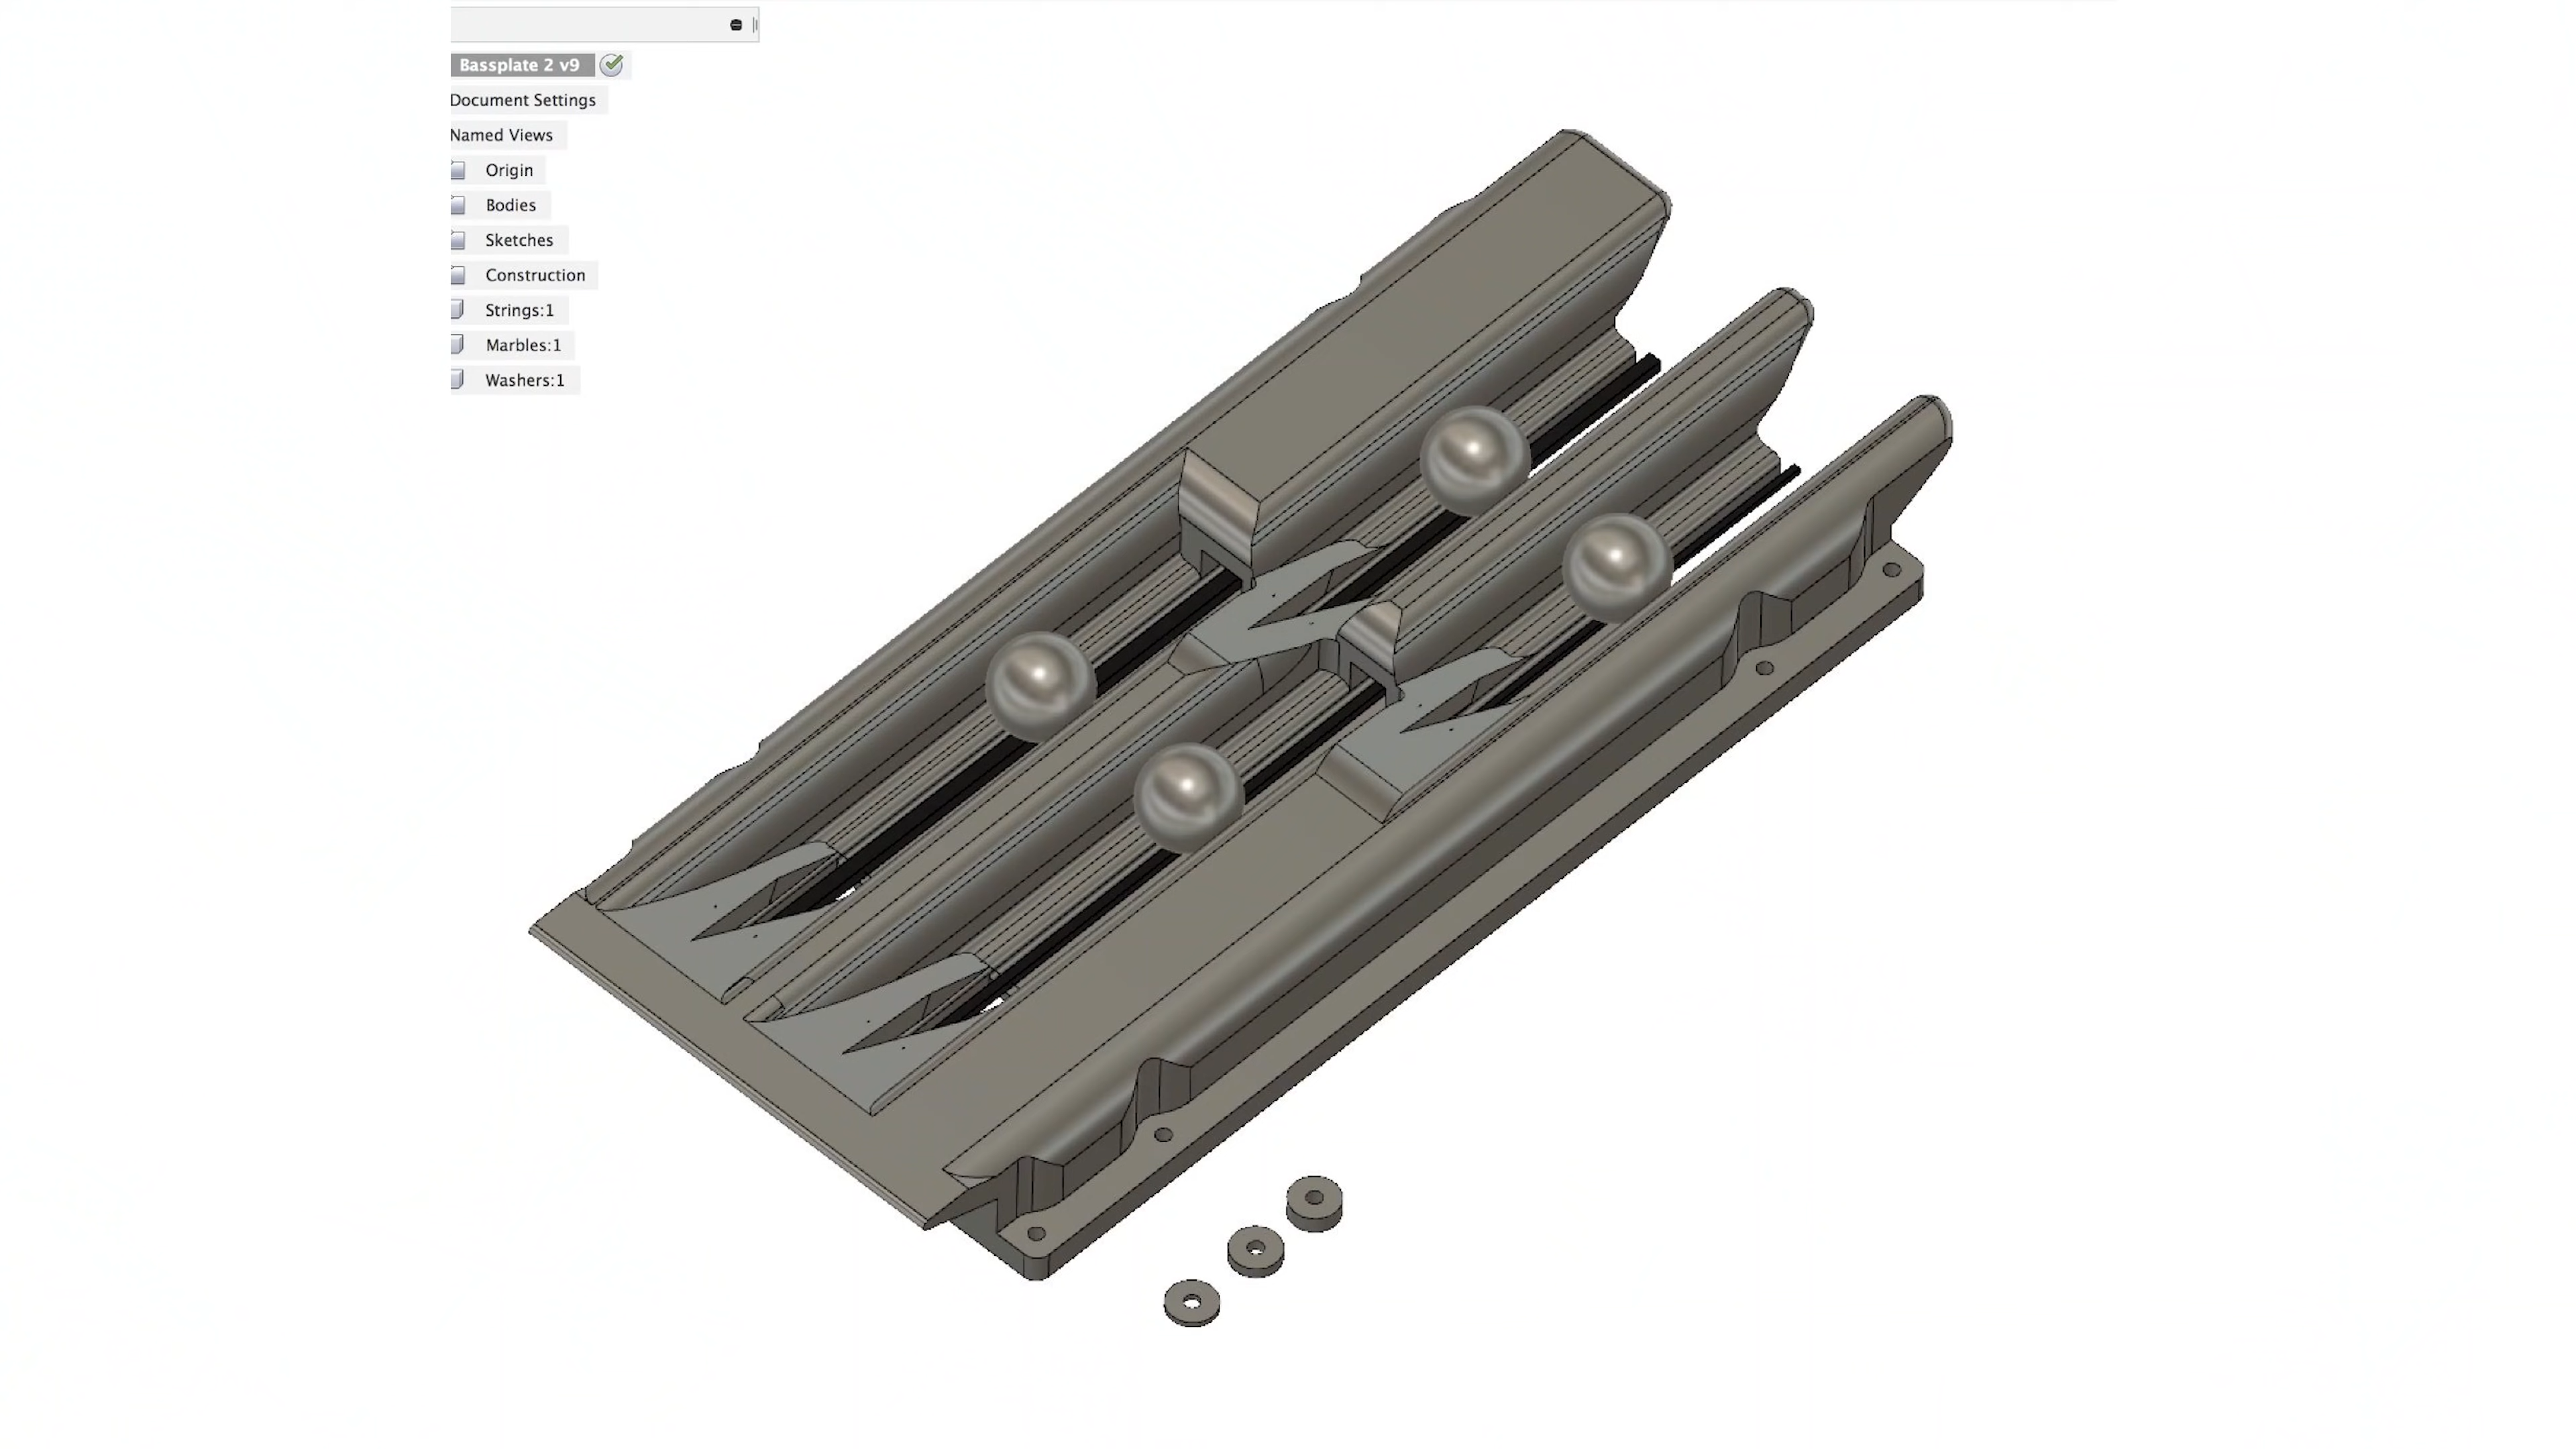 Bassplate 2 v9
Document Settings
Named Views
Origin
Bodies
Sketches
Construction
Strings:1
Marbles:1
Washers:1